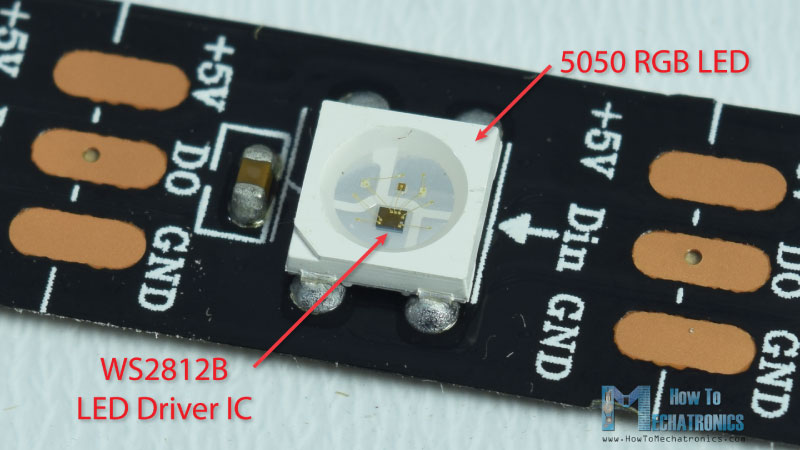 +5V
+5V
DO
GND
5050 RGB LED
+5V
Din
GND
DO
GND
WS2812B
LED Driver IC
How To
MECHATRONICS
www.HowToMechatronics.com